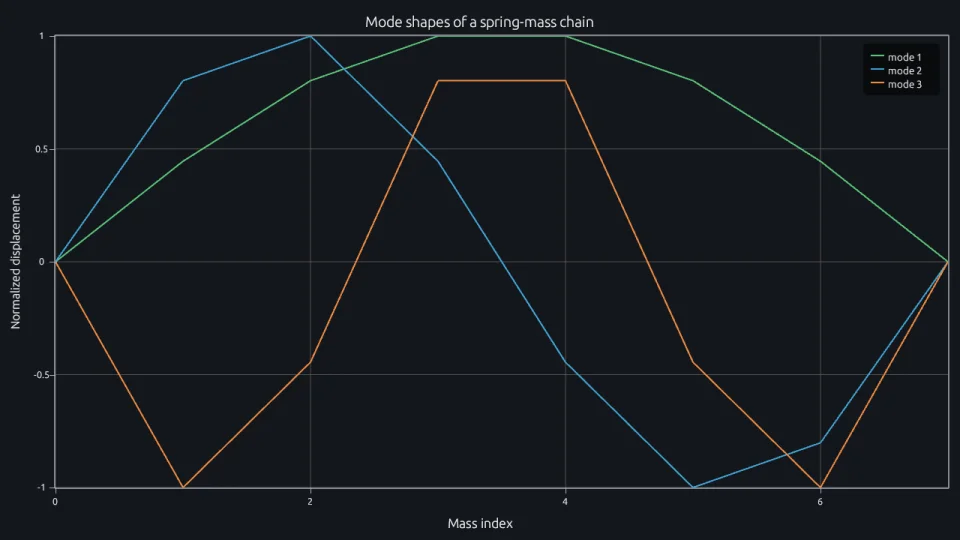 Mode shapes of a spring-mass chain
mode 1
mode 2
mode 3
Normalized displacement
1
0.5
0
-0.5
-1
0
2
4
6
Mass index